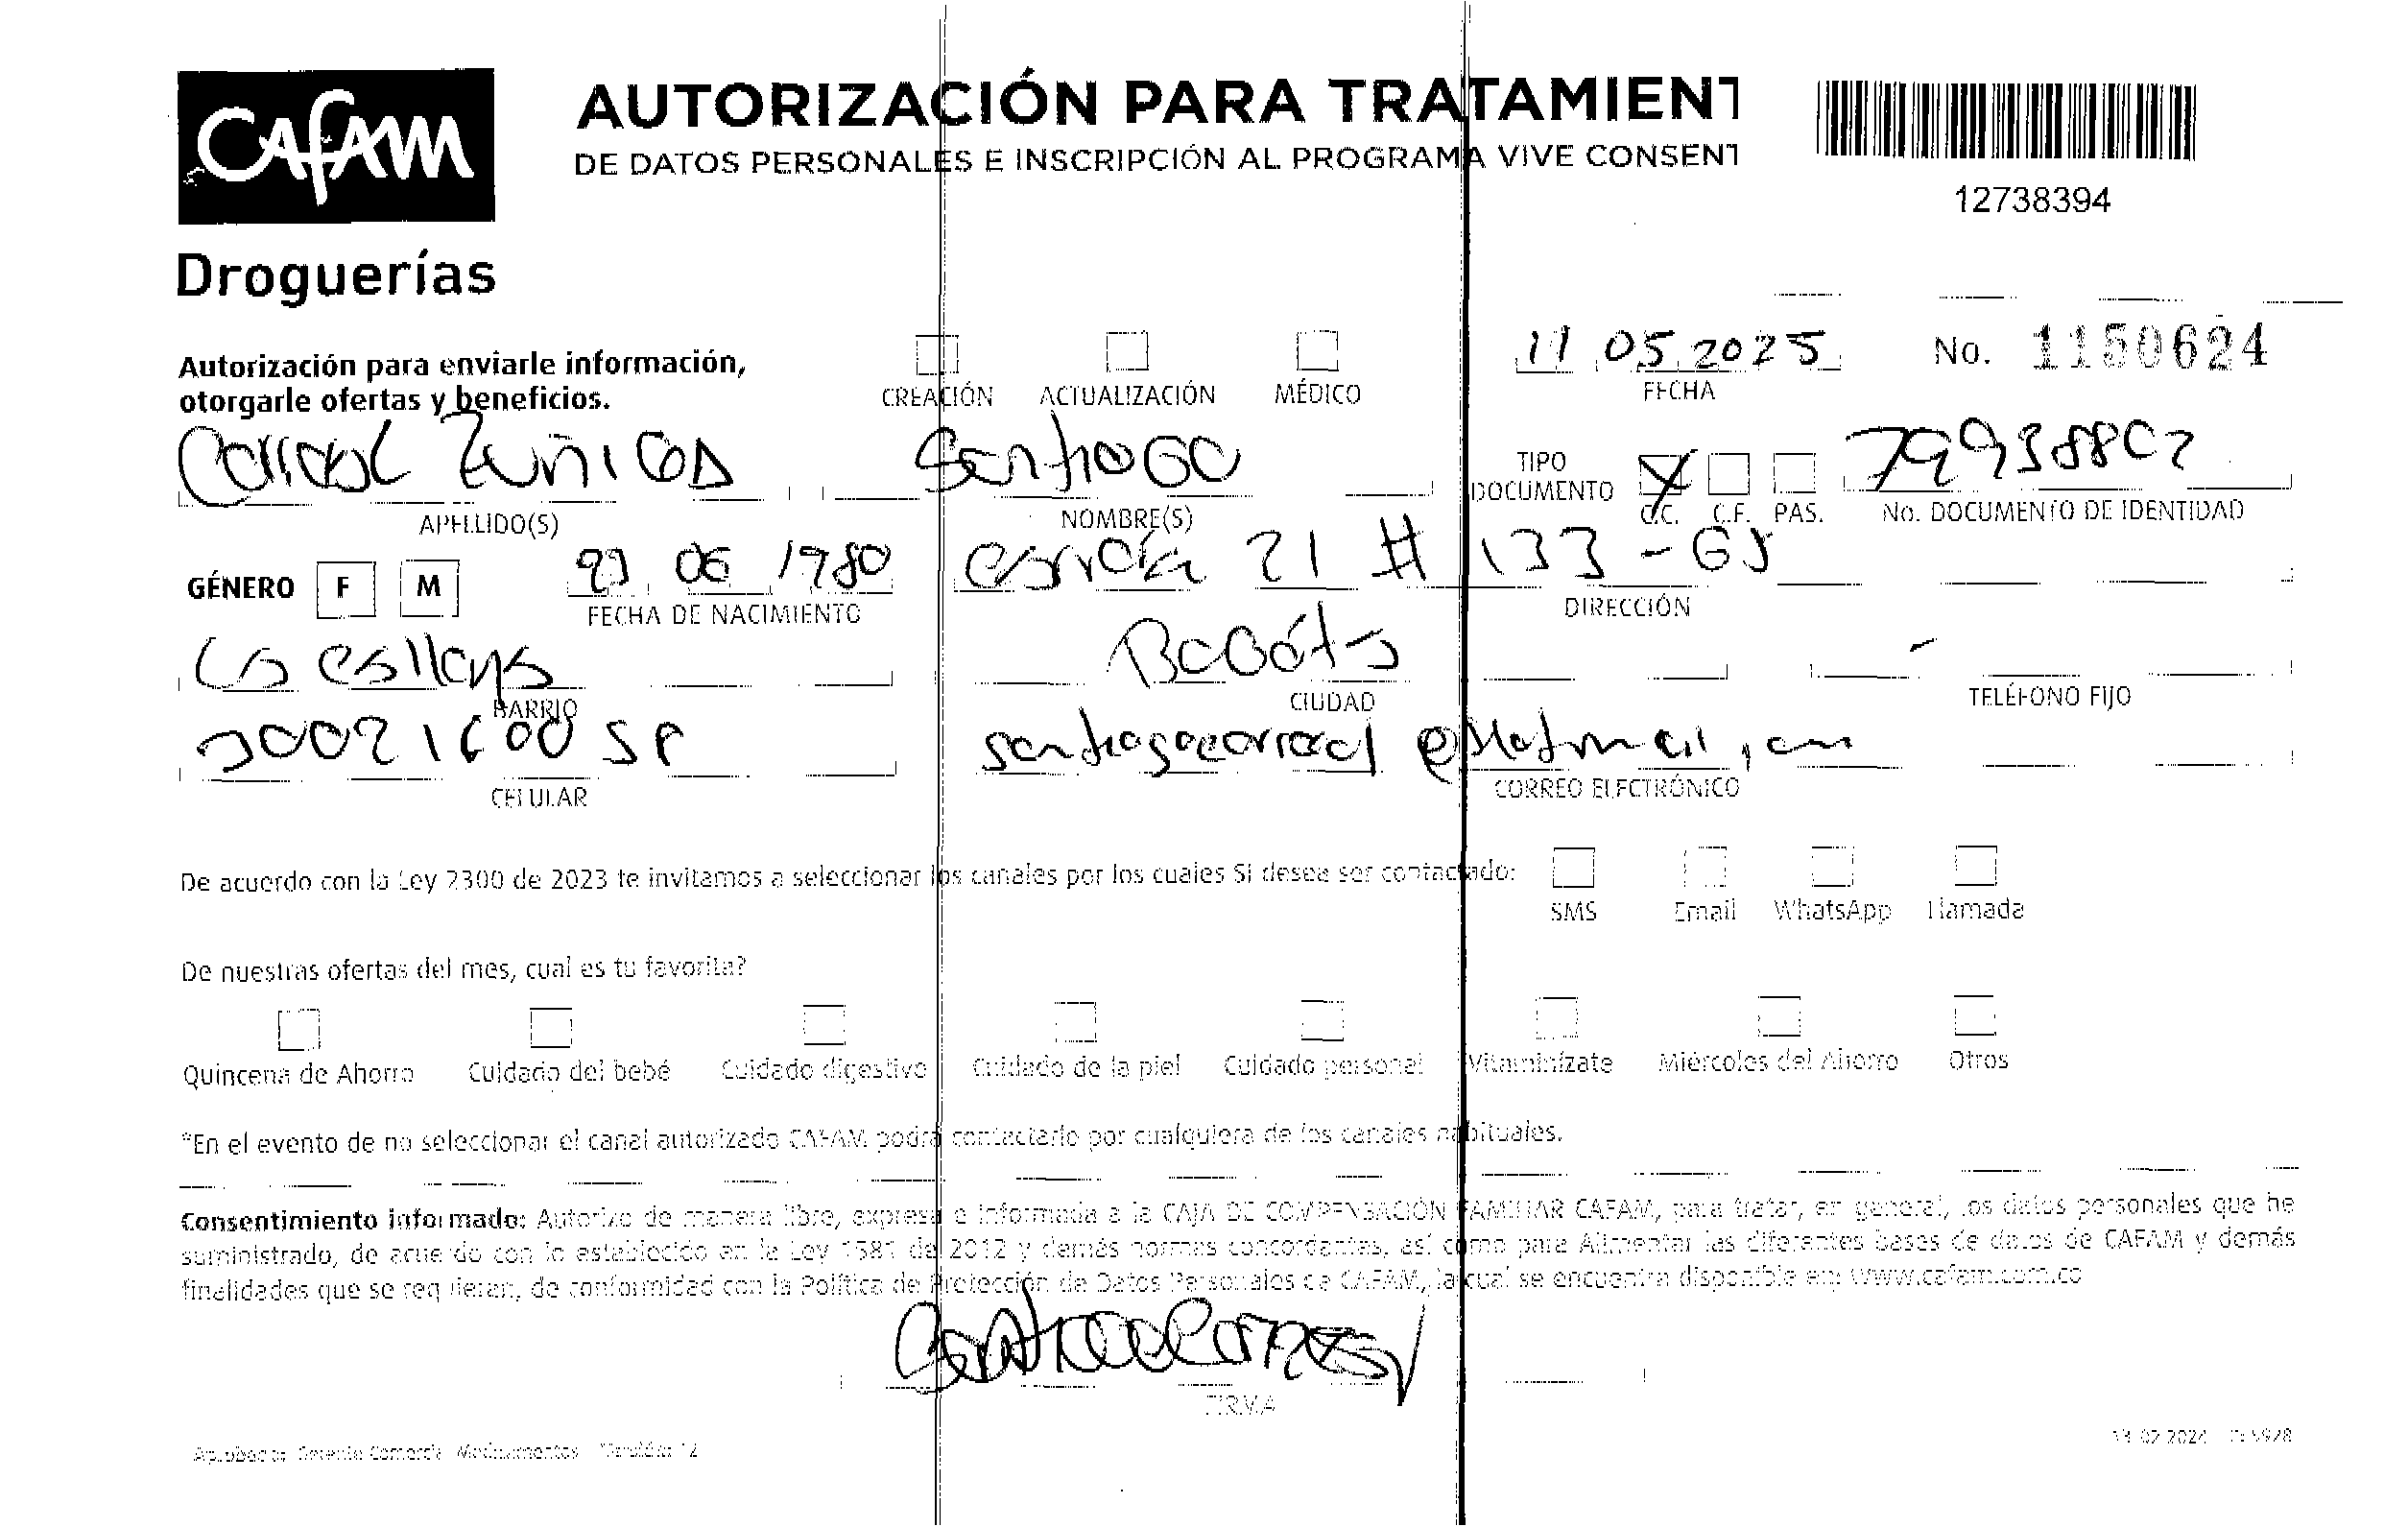 CAFAM
Droguerías
AUTORIZACIÓN PARA TRATAMIENT
DE DATOS PERSONALES E INSCRIPCIÓN AL PROGRAMA VIVE CONSENT
12738394
Autorización para enviarle información,
otorgarle ofertas y beneficios.
CREACIÓN ACTUALIZACIÓN MÉDICO
11 05 2025
FECHA
No. 1150624
Corral Zuñiga
APELLIDO(S)
Santiago
NOMBRE(S)
TIPO
DOCUMENTO
C.C. C.E. PAS.
No. DOCUMENTO DE IDENTIDAD
GÉNERO F M
06 1980
FECHA DE NACIMIENTO
21 # 133 -
DIRECCIÓN
BARRIO
Bogotá
CIUDAD
-
TELÉFONO FIJO
CELULAR
CORREO ELECTRÓNICO
De acuerdo con la Ley 2300 de 2023 te invitamos a seleccionar los canales por los cuales SI desea ser contactado:
SMS Email WhatsApp Llamada
De nuestras ofertas del mes, cual es tu favorita?
Quincena de Ahorro Cuidado del bebé Cuidado digestivo Cuidado de la piel Cuidado personal Vitaminízate Miércoles del Ahorro Otros
*En el evento de no seleccionar el canal autorizado CAFAM podrá contactarlo por cualquiera de los canales habituales.
Consentimiento informado: Autorizo de manera libre, expresa e informada a la CAJA DE COMPENSACIÓN FAMILIAR CAFAM, para tratar, en general, los datos personales que he
suministrado, de acuerdo con lo establecido en la Ley 1581 de 2012 y demás normas concordantes, así como para Alimentar las diferentes bases de datos de CAFAM y demás
finalidades que se requieran, de conformidad con la Política de Protección de Datos Personales de CAFAM, la cual se encuentra disponible en: www.cafam.com.co
FIRMA